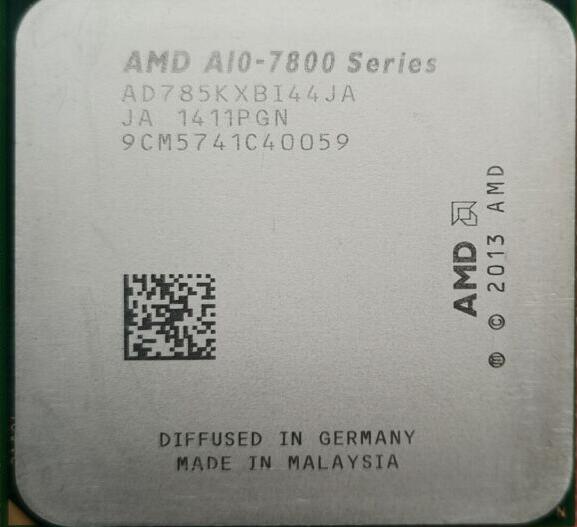 AMD A10-7800 Series
AD785KXBI44JA
JA 1411PGN
9CM5741C40059
AMD
ⓜ © 2013 AMD
DIFFUSED IN GERMANY
MADE IN MALAYSIA